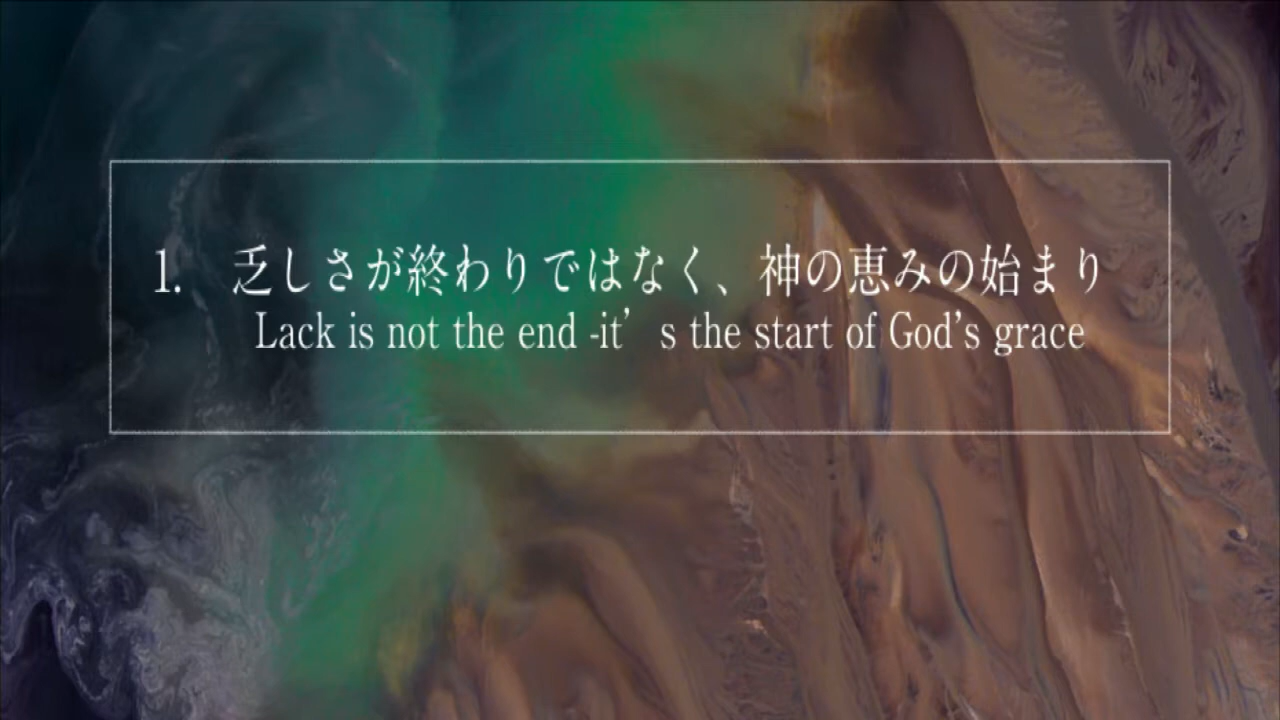 1.　乏しさが終わりではなく、神の恵みの始まり
Lack is not the end -it’ s the start of God’s grace